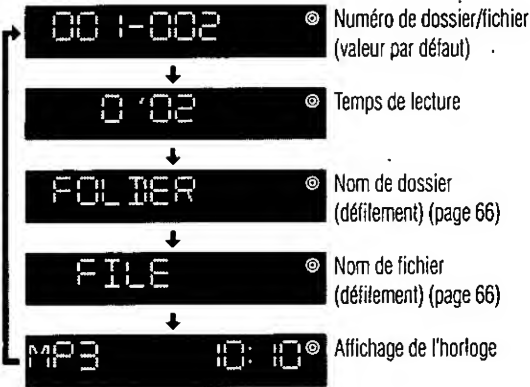 001-002 Numéro de dossier/fichier
(valeur par défaut)
0'02 Temps de lecture
FOLDER Nom de dossier
(défilement) (page 66)
FILE Nom de fichier
(défilement) (page 66)
MP3 10:10 Affichage de l'horloge